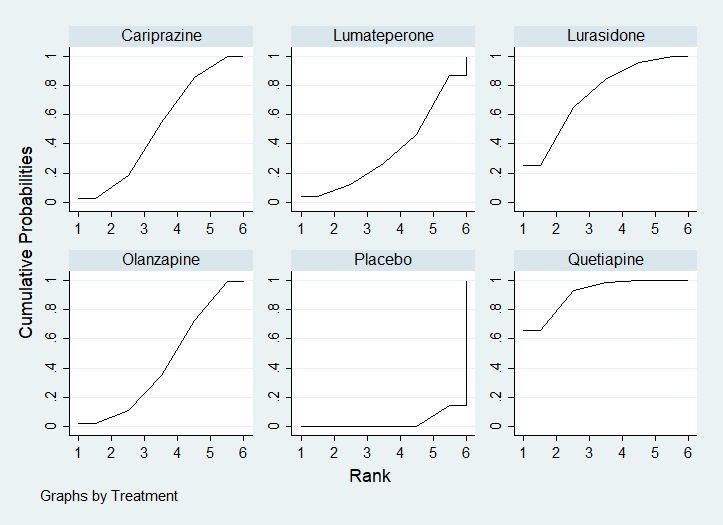 Cariprazine Lumateperone Lurasidone
1 1 1
.8 .8 .8
.6 .6 .6
.4 .4 .4
.2 .2 .2
0 0 0
1 2 3 4 5 6 1 2 3 4 5 6 1 2 3 4 5 6
Cumulative Probabilities
Olanzapine Placebo Quetiapine
1 1 1
.8 .8 .8
.6 .6 .6
.4 .4 .4
.2 .2 .2
0 0 0
1 2 3 4 5 6 1 2 3 4 5 6 1 2 3 4 5 6
Rank
Graphs by Treatment